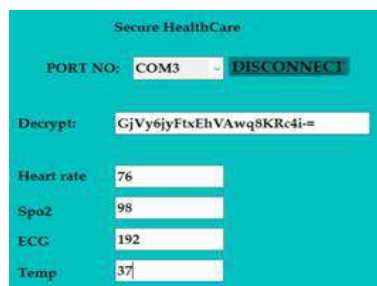 Secure HealthCare
PORT NO: COM3 DISCONNECT
Decrypt: GjVy6jyFtxEhVAwq8KRc4i-=
Heart rate 76
Spo2 98
ECG 192
Temp 37